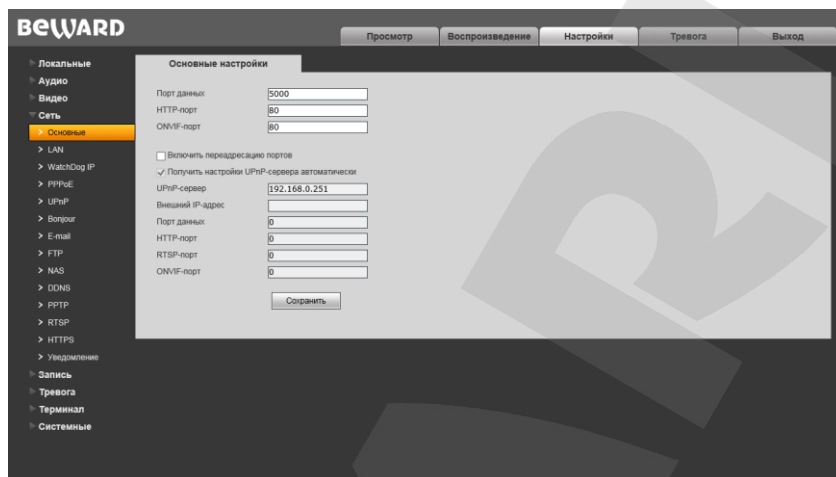 BEWARD
Просмотр
Воспроизведение
Настройки
Тревога
Выход
Локальные
Аудио
Видео
Сеть
Основные
LAN
WatchDog IP
PPPoE
UPnP
Bonjour
E-mail
FTP
NAS
DDNS
PPTP
RTSP
HTTPS
Уведомление
Запись
Тревога
Терминал
Системные
Основные настройки
Порт данных 5000
HTTP-порт 80
ONVIF-порт 80
Включить переадресацию портов
Получить настройки UPnP-сервера автоматически
UPnP-сервер 192.168.0.251
Внешний IP-адрес
Порт данных 0
HTTP-порт 0
RTSP-порт 0
ONVIF-порт 0
Сохранить